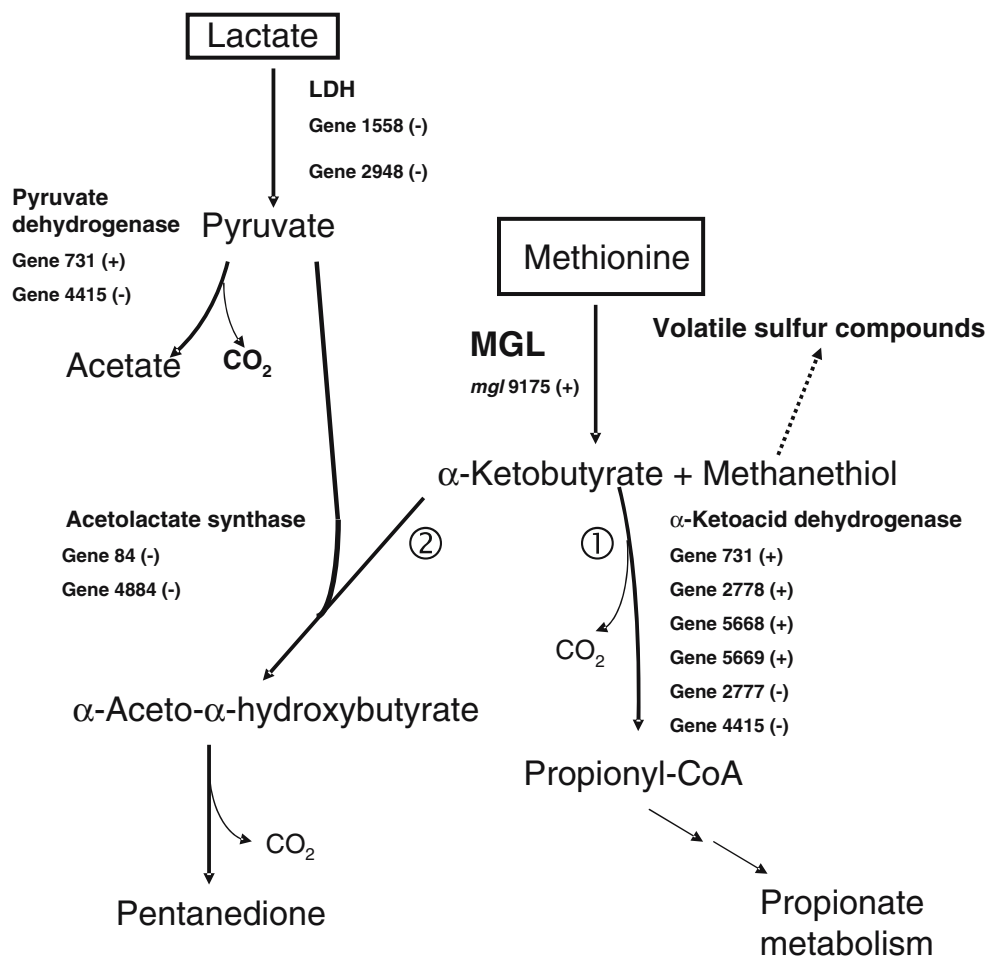 Lactate
LDH
Gene 1558 (-)
Gene 2948 (-)
Pyruvate
dehydrogenase
Gene 731 (+)
Gene 4415 (-)
Pyruvate
Acetate
CO₂
Methionine
MGL
mgl 9175 (+)
Volatile sulfur compounds
α-Ketobutyrate + Methanethiol
Acetolactate synthase
Gene 84 (-)
Gene 4884 (-)
②
①
α-Ketoacid dehydrogenase
Gene 731 (+)
Gene 2778 (+)
Gene 5668 (+)
Gene 5669 (+)
Gene 2777 (-)
Gene 4415 (-)
CO₂
α-Aceto-α-hydroxybutyrate
Propionyl-CoA
CO₂
Pentanedione
Propionate
metabolism